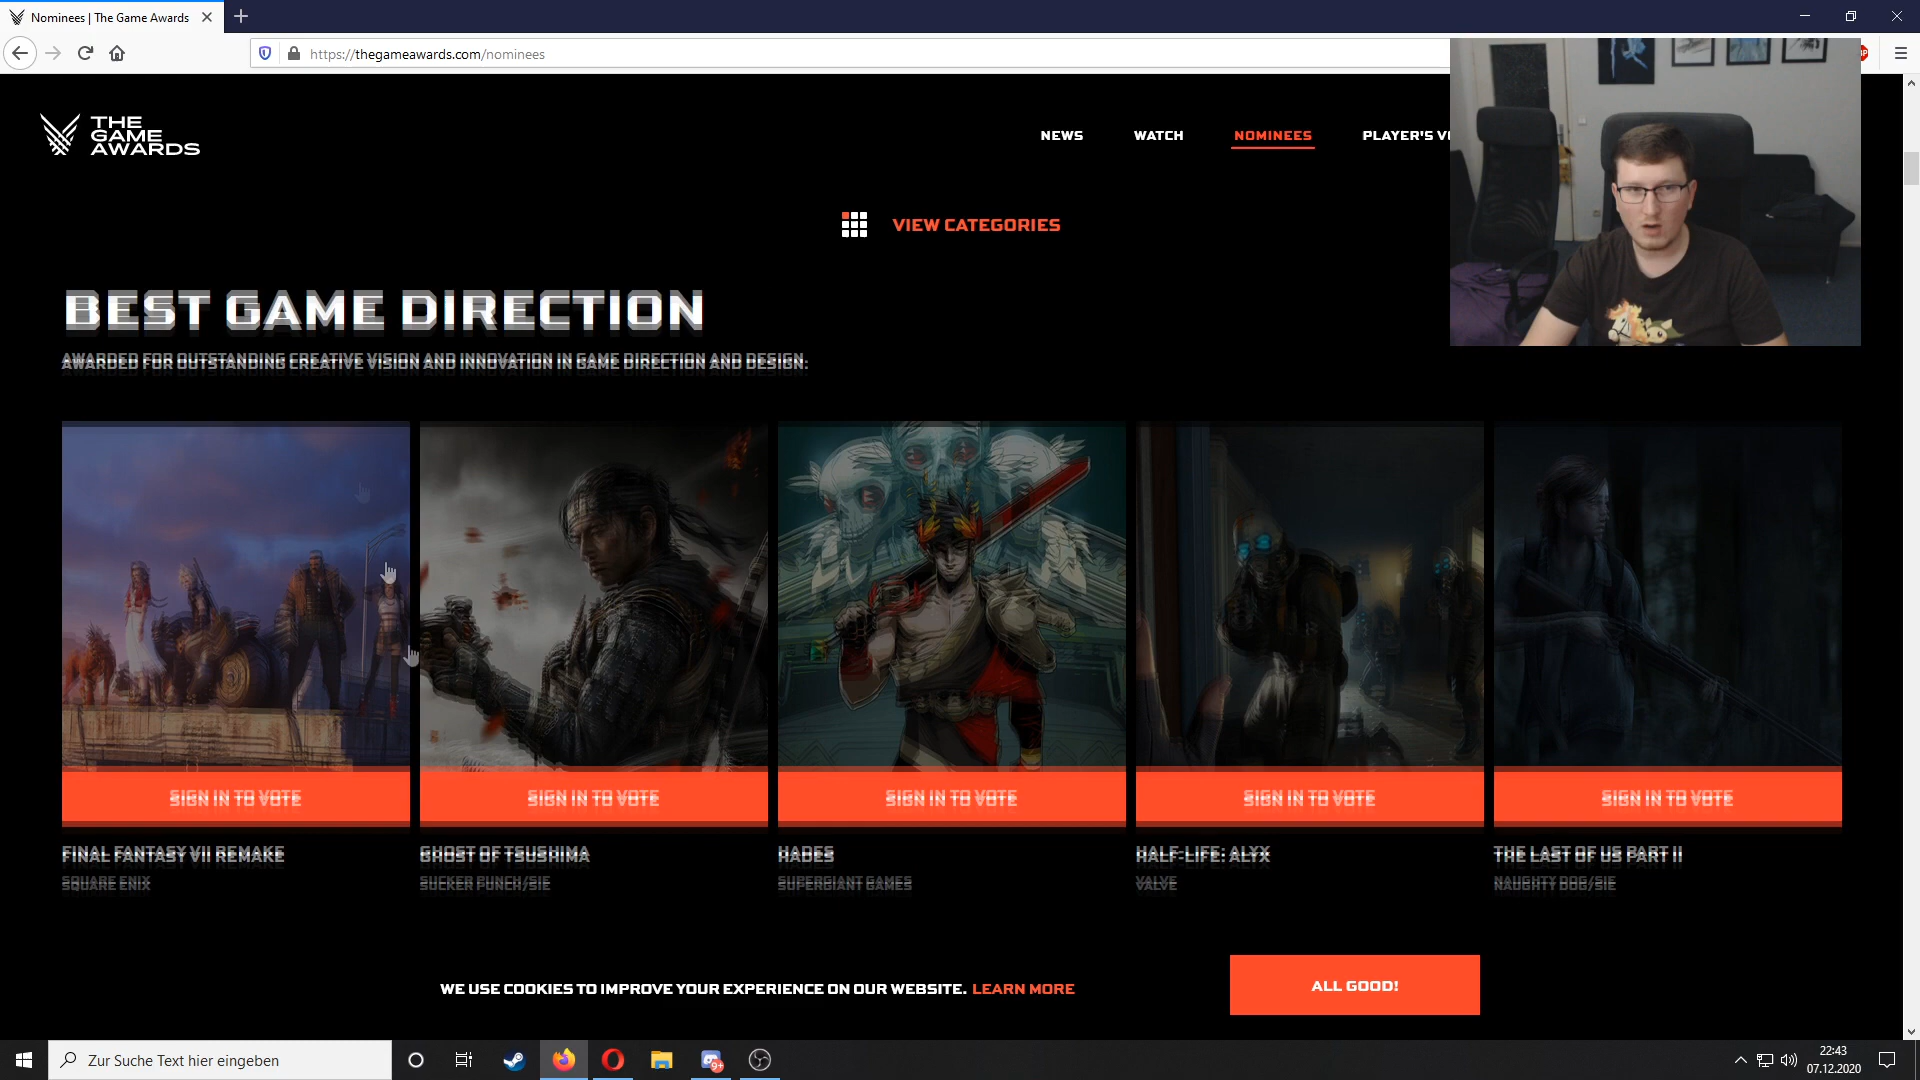 Nominees | The Game Awards
https://thegameawards.com/nominees
THE
GAME
AWARDS
NEWS
WATCH
NOMINEES
PLAYER'S
VIEW CATEGORIES
BEST GAME DIRECTION
AWARDED FOR OUTSTANDING CREATIVE VISION AND INNOVATION IN GAME DIRECTION AND DESIGN.
SIGN IN TO VOTE
SIGN IN TO VOTE
SIGN IN TO VOTE
SIGN IN TO VOTE
SIGN IN TO VOTE
FINAL FANTASY VII REMAKE
GHOST OF TSUSHIMA
HADES
HALF-LIFE: ALYX
THE LAST OF US PART II
SQUARE ENIX
SUCKER PUNCH/SIE
SUPERGIANT GAMES
VALVE
NAUGHTY DOG/SIE
WE USE COOKIES TO IMPROVE YOUR EXPERIENCE ON OUR WEBSITE. LEARN MORE
ALL GOOD!
Zur Suche Text hier eingeben
9+
22:43
07.12.2020